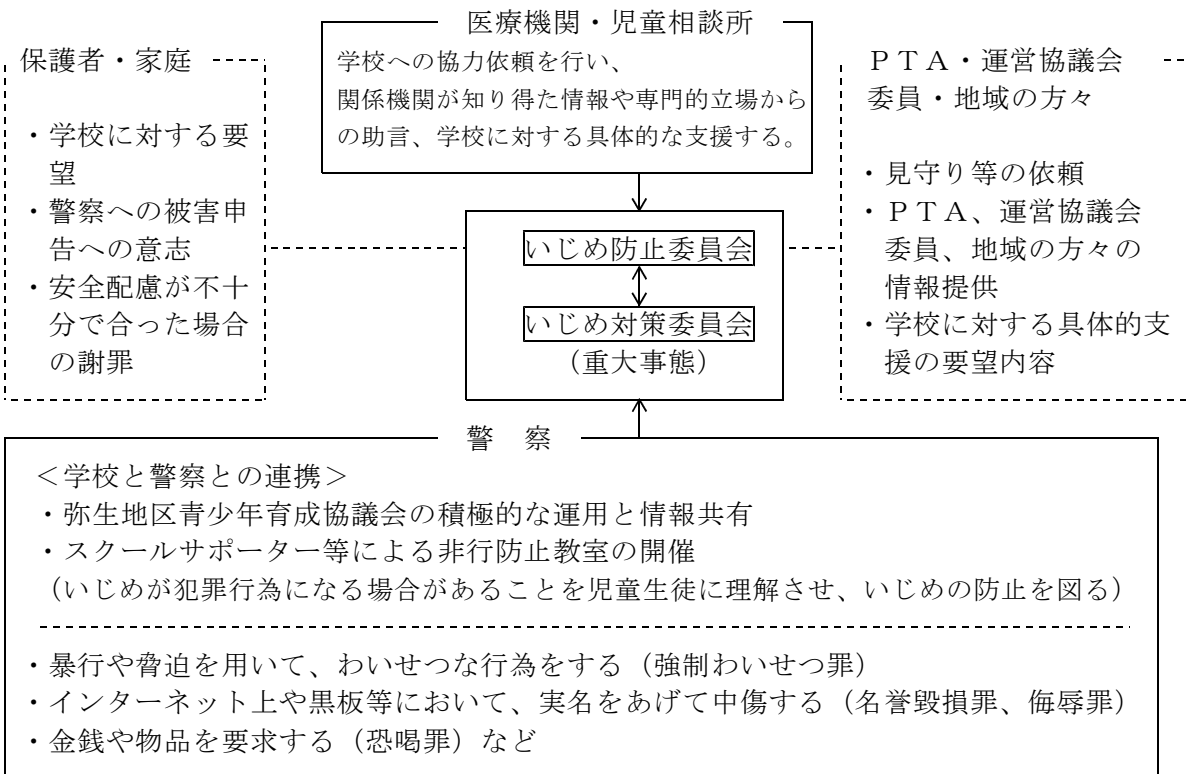 医療機関・児童相談所
学校への協力依頼を行い、
関係機関が知り得た情報や専門的立場から
の助言、学校に対する具体的な支援する。
保護者・家庭
・学校に対する要
望
・警察への被害申
告への意志
・安全配慮が不十
分で合った場合
の謝罪
いじめ防止委員会
いじめ対策委員会
（重大事態）
ＰＴＡ・運営協議会
委員・地域の方々
・見守り等の依頼
・ＰＴＡ、運営協議会
委員、地域の方々の
情報提供
・学校に対する具体的支
援の要望内容
警 察
＜学校と警察との連携＞
・弥生地区青少年育成協議会の積極的な運用と情報共有
・スクールサポーター等による非行防止教室の開催
（いじめが犯罪行為になる場合があることを児童生徒に理解させ、いじめの防止を図る）
・暴行や脅迫を用いて、わいせつな行為をする（強制わいせつ罪）
・インターネット上や黒板等において、実名をあげて中傷する（名誉毀損罪、侮辱罪）
・金銭や物品を要求する（恐喝罪）など